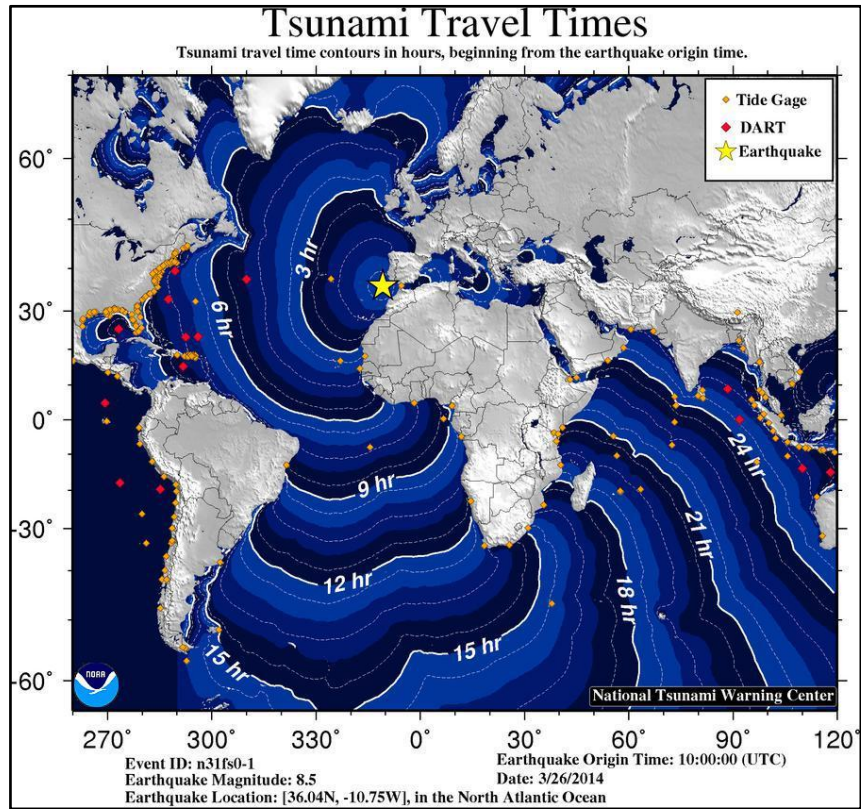 Tsunami Travel Times
Tsunami travel time contours in hours, beginning from the earthquake origin time.
Tide Gage
DART
Earthquake
60°
30°
0°
-30°
-60°
3 hr
6 hr
9 hr
12 hr
15 hr
15 hr
18 hr
21 hr
24 hr
NOAA
National Tsunami Warning Center
270° 300° 330° 0° 30° 60° 90° 120°
Event ID: n31fs0-1
Earthquake Origin Time: 10:00:00 (UTC)
Earthquake Magnitude: 8.5
Date: 3/26/2014
Earthquake Location: [36.04N, -10.75W], in the North Atlantic Ocean